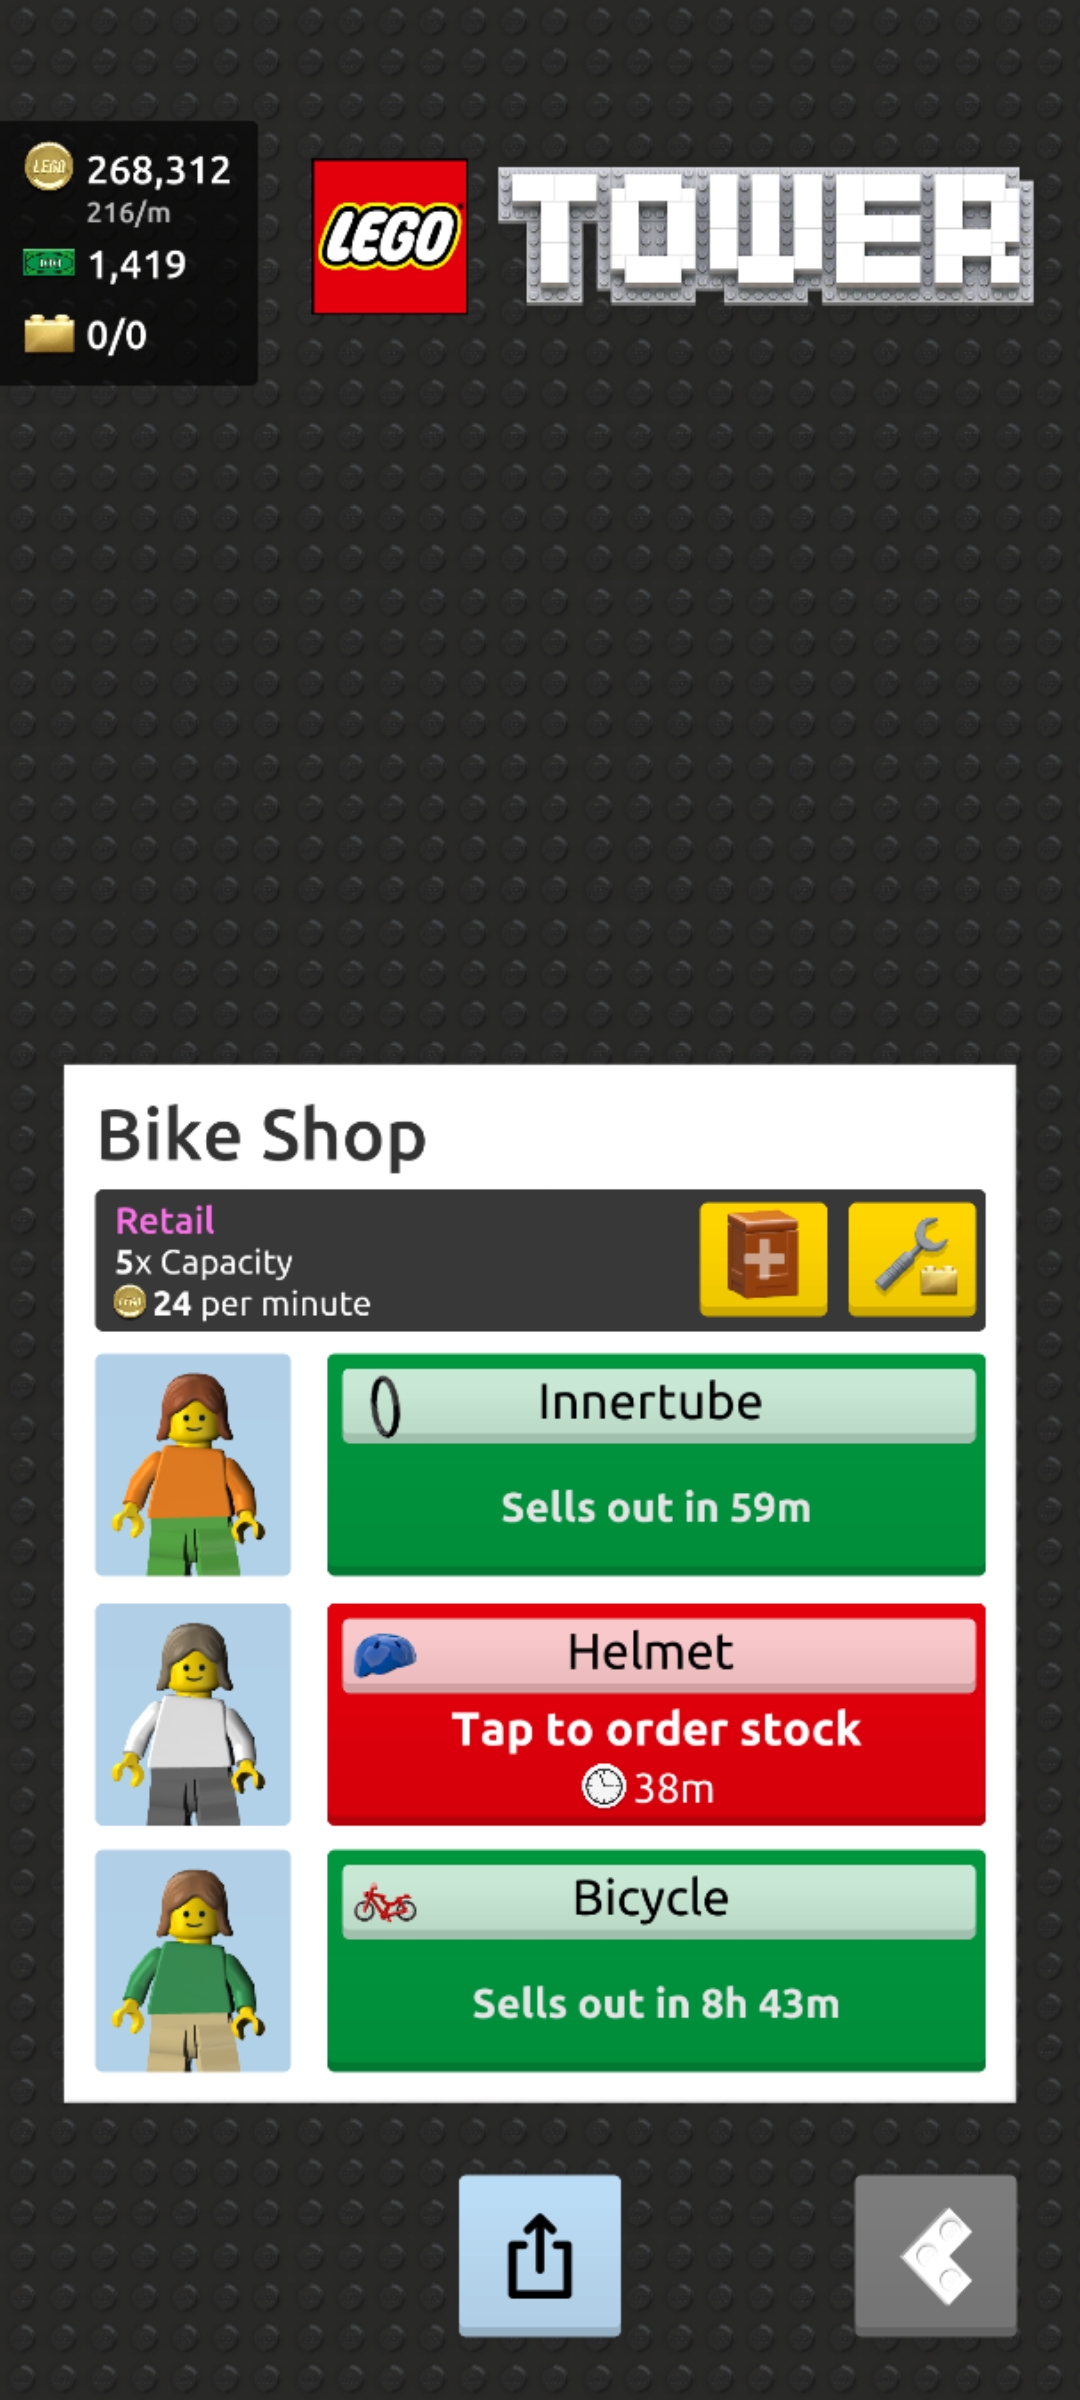 268,312
216/m
1,419
0/0
LEGO
TOWER
Bike Shop
Retail
5x Capacity
24 per minute
Innertube
Sells out in 59m
Helmet
Tap to order stock
38m
Bicycle
Sells out in 8h 43m